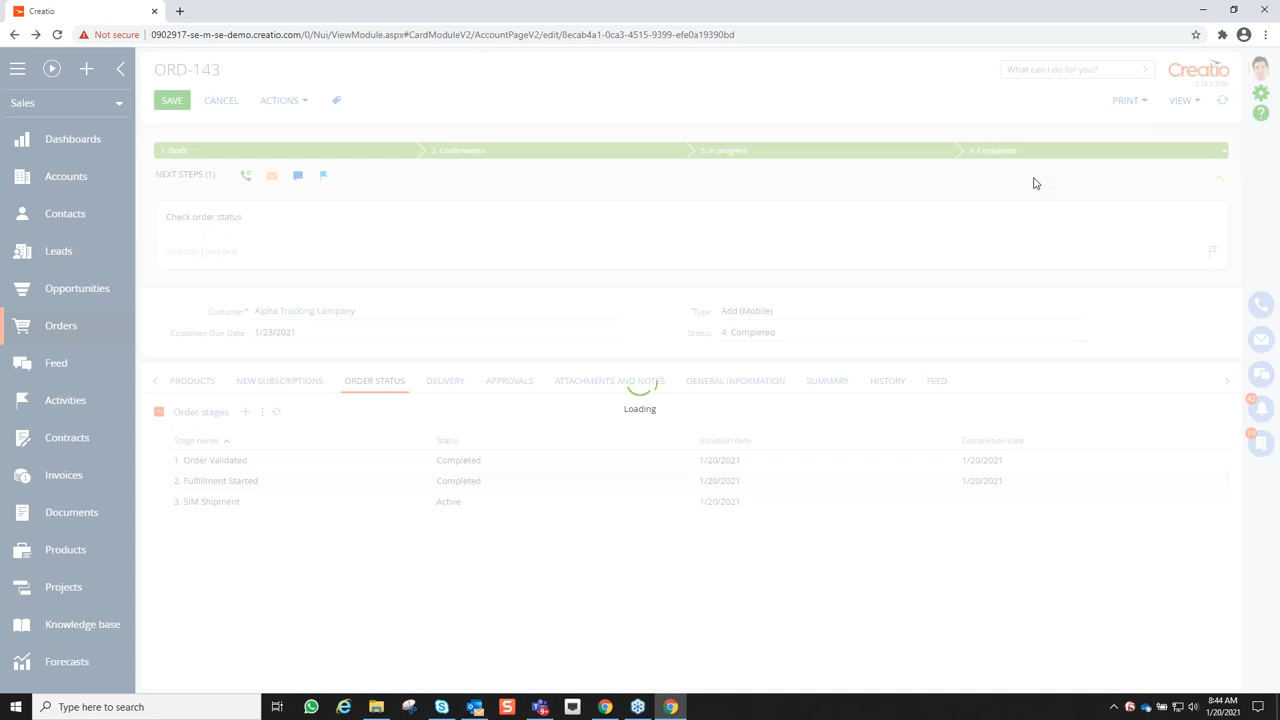 Creatio
Not secure | 0902917-se-m-se-demo.creatio.com/0/Nui/ViewModule.aspx#CardModuleV2/AccountPageV2/edit/8ecab4a1-0ca3-4515-9399-efe0a19390bd
ORD-143
What can I do for you?
Creatio
SAVE
CANCEL
ACTIONS
PRINT
VIEW
Sales
Dashboards
Accounts
Contacts
Leads
Opportunities
Orders
Feed
Activities
Contracts
Invoices
Documents
Products
Projects
Knowledge base
Forecasts
1. Draft
2. Confirmation
3. In progress
4. Completed
NEXT STEPS (1)
Check order status
1/20/2021
Customer* Alpha Trucking Company
*Type Add (Mobile)
Customer Due Date 1/23/2021
Status 4. Completed
PRODUCTS NEW SUBSCRIPTIONS ORDER STATUS DELIVERY APPROVALS ATTACHMENTS AND NOTES GENERAL INFORMATION SUMMARY HISTORY FEED
Loading
Order stages
Stage name Status Initiation date Completion date
1. Order Validated Completed 1/20/2021 1/20/2021
2. Fulfillment Started Completed 1/20/2021 1/20/2021
3. SIM Shipment Active 1/20/2021
42
19
Type here to search
8:44 AM
1/20/2021